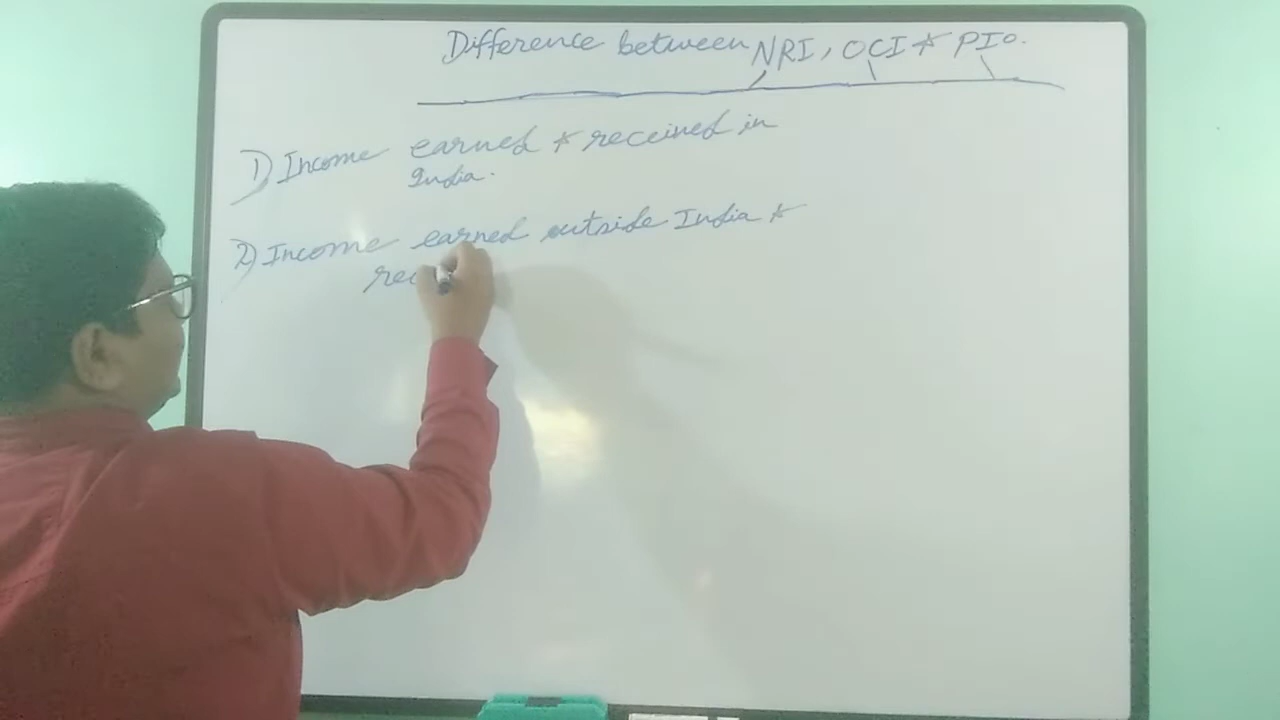 Difference between NRI, OCI & PIO.
1) Income earned & received in
India.
2) Income earned outside India &
rec